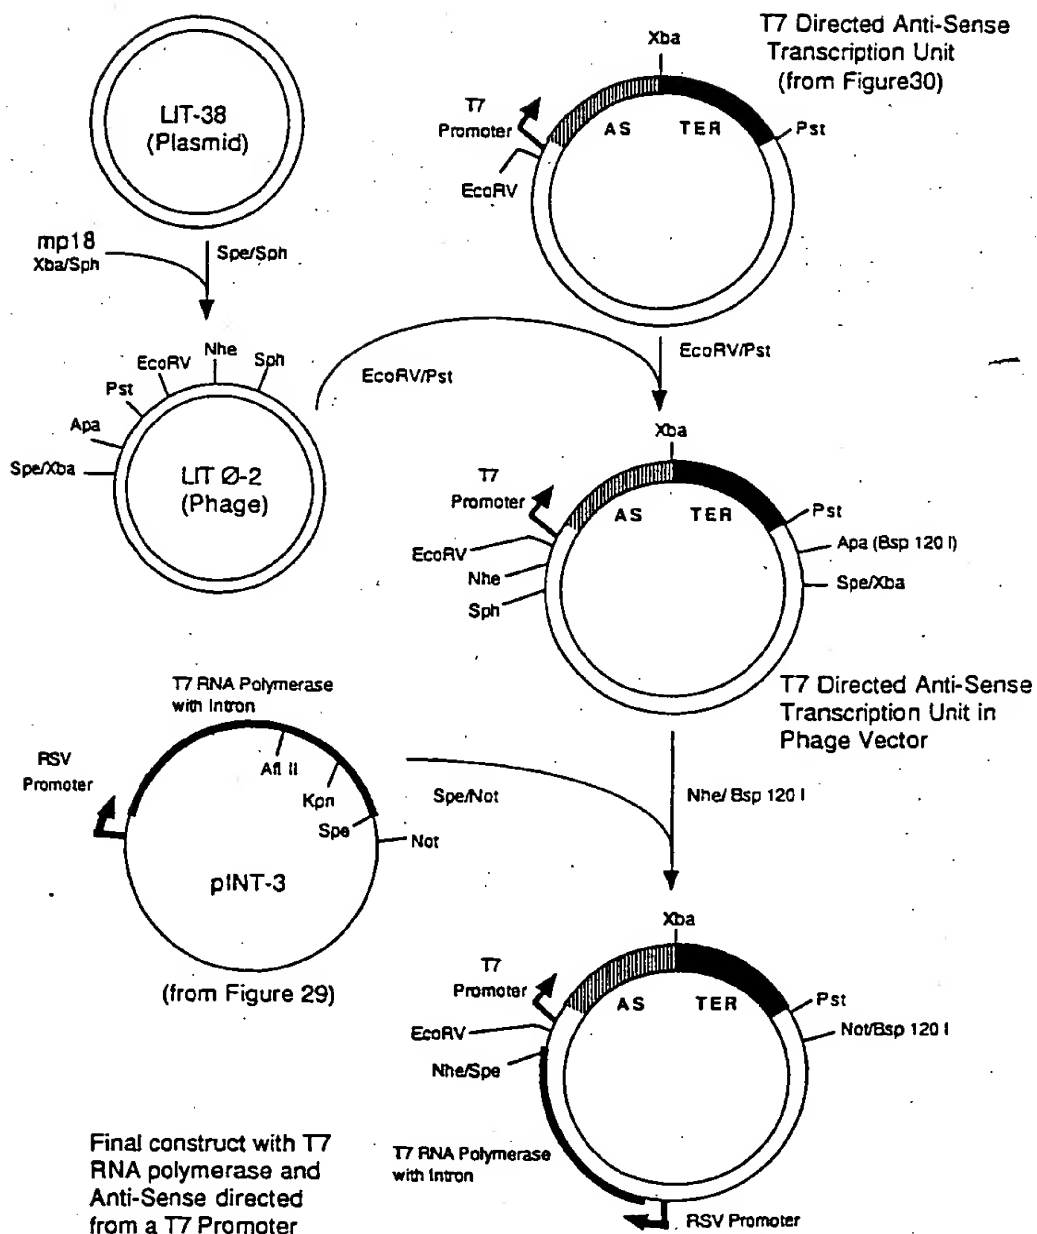 LIT-38
(Plasmid)
mp18
Xba/Sph
Spe/Sph
T7 Directed Anti-Sense
Transcription Unit
(from Figure30)
Xba
T7
Promoter
AS
TER
Pst
EcoRV
EcoRV/Pst
EcoRV/Pst
Nhe
EcoRV
Sph
Pst
Apa
Spe/Xba
LIT Ø-2
(Phage)
Xba
T7
Promoter
AS
TER
Pst
EcoRV
Apa (Bsp 120 I)
Nhe
Spe/Xba
Sph
T7 Directed Anti-Sense
Transcription Unit in
Phage Vector
T7 RNA Polymerase
with Intron
RSV
Promoter
Afl II
Kpn
Spe
Not
pINT-3
(from Figure 29)
Spe/Not
Nhe/ Bsp 120 I
Xba
T7
Promoter
AS
TER
Pst
EcoRV
Not/Bsp 120 I
Nhe/Spe
T7 RNA Polymerase
with Intron
RSV Promoter
Final construct with T7
RNA polymerase and
Anti-Sense directed
from a T7 Promoter